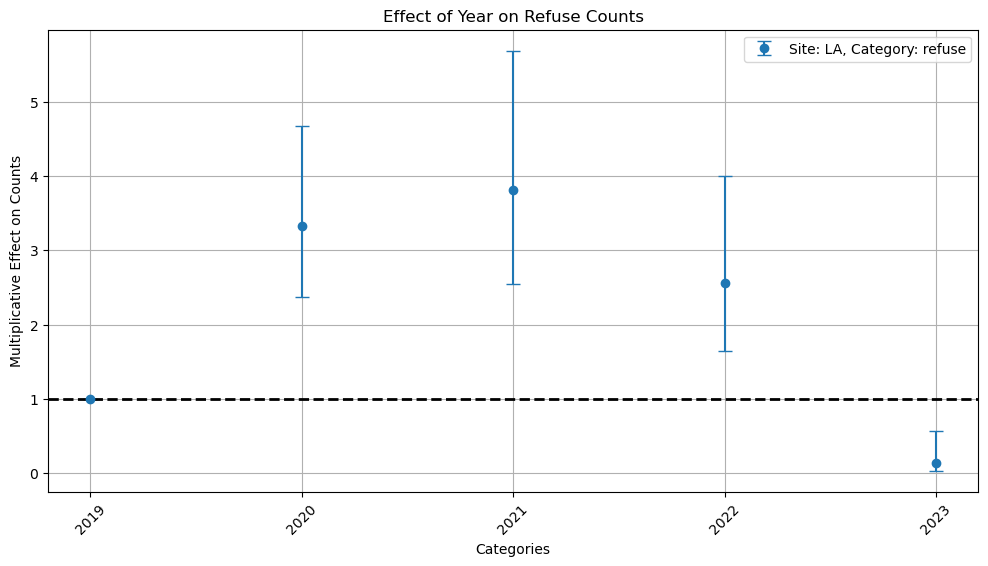 Effect of Year on Refuse Counts
Site: LA, Category: refuse
Multiplicative Effect on Counts
5
4
3
2
1
0
2019
2020
2021
2022
2023
Categories